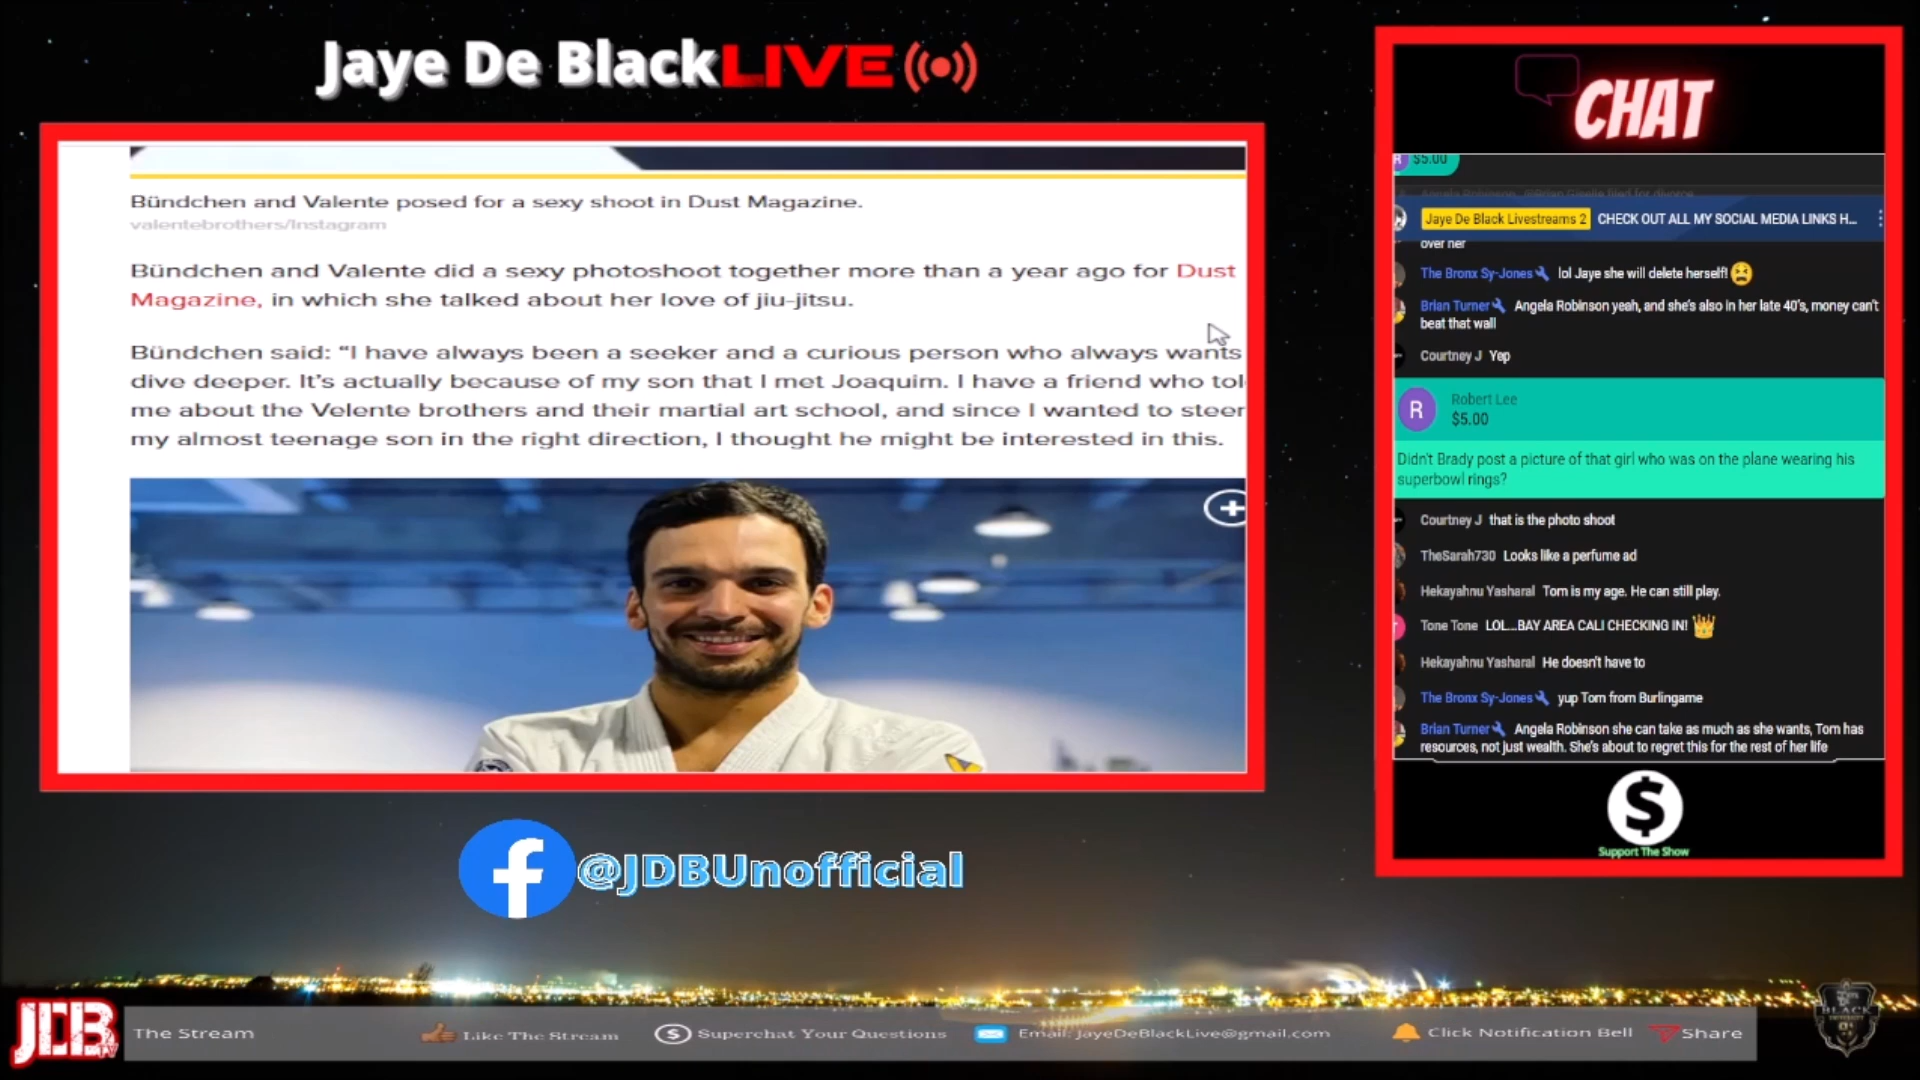 Jaye De BlackLIVE
Bündchen and Valente posed for a sexy shoot in Dust Magazine.
valentebrothers/Instagram
Bündchen and Valente did a sexy photoshoot together more than a year ago for Dust
Magazine, in which she talked about her love of jiu-jitsu.
Bündchen said: “I have always been a seeker and a curious person who always wants
dive deeper. It’s actually because of my son that I met Joaquim. I have a friend who tol
me about the Velente brothers and their martial art school, and since I wanted to steer
my almost teenage son in the right direction, I thought he might be interested in this.
@JDBUnofficial
CHAT
R $5.00
Angela Robinson @Brian Giselle filed for divorce
Jaye De Black Livestreams 2 CHECK OUT ALL MY SOCIAL MEDIA LINKS H...
over her
The Bronx Sy-Jones lol Jaye she will delete herself!
Brian Turner Angela Robinson yeah, and she's also in her late 40's, money can't
beat that wall
Courtney J Yep
R Robert Lee
$5.00
Didn't Brady post a picture of that girl who was on the plane wearing his
superbowl rings?
Courtney J that is the photo shoot
TheSarah730 Looks like a perfume ad
Hekayahnu Yasharal Tom is my age. He can still play.
Tone Tone LOL...BAY AREA CALI CHECKING IN!
Hekayahnu Yasharal He doesn't have to
The Bronx Sy-Jones yup Tom from Burlingame
Brian Turner Angela Robinson she can take as much as she wants, Tom has
resources, not just wealth. She's about to regret this for the rest of her life
$
Support The Show
JDB TV
The Stream
Like The Stream
Superchat Your Questions
Email: JayeDeBlackLive@gmail.com
Click Notification Bell
Share
BLACK